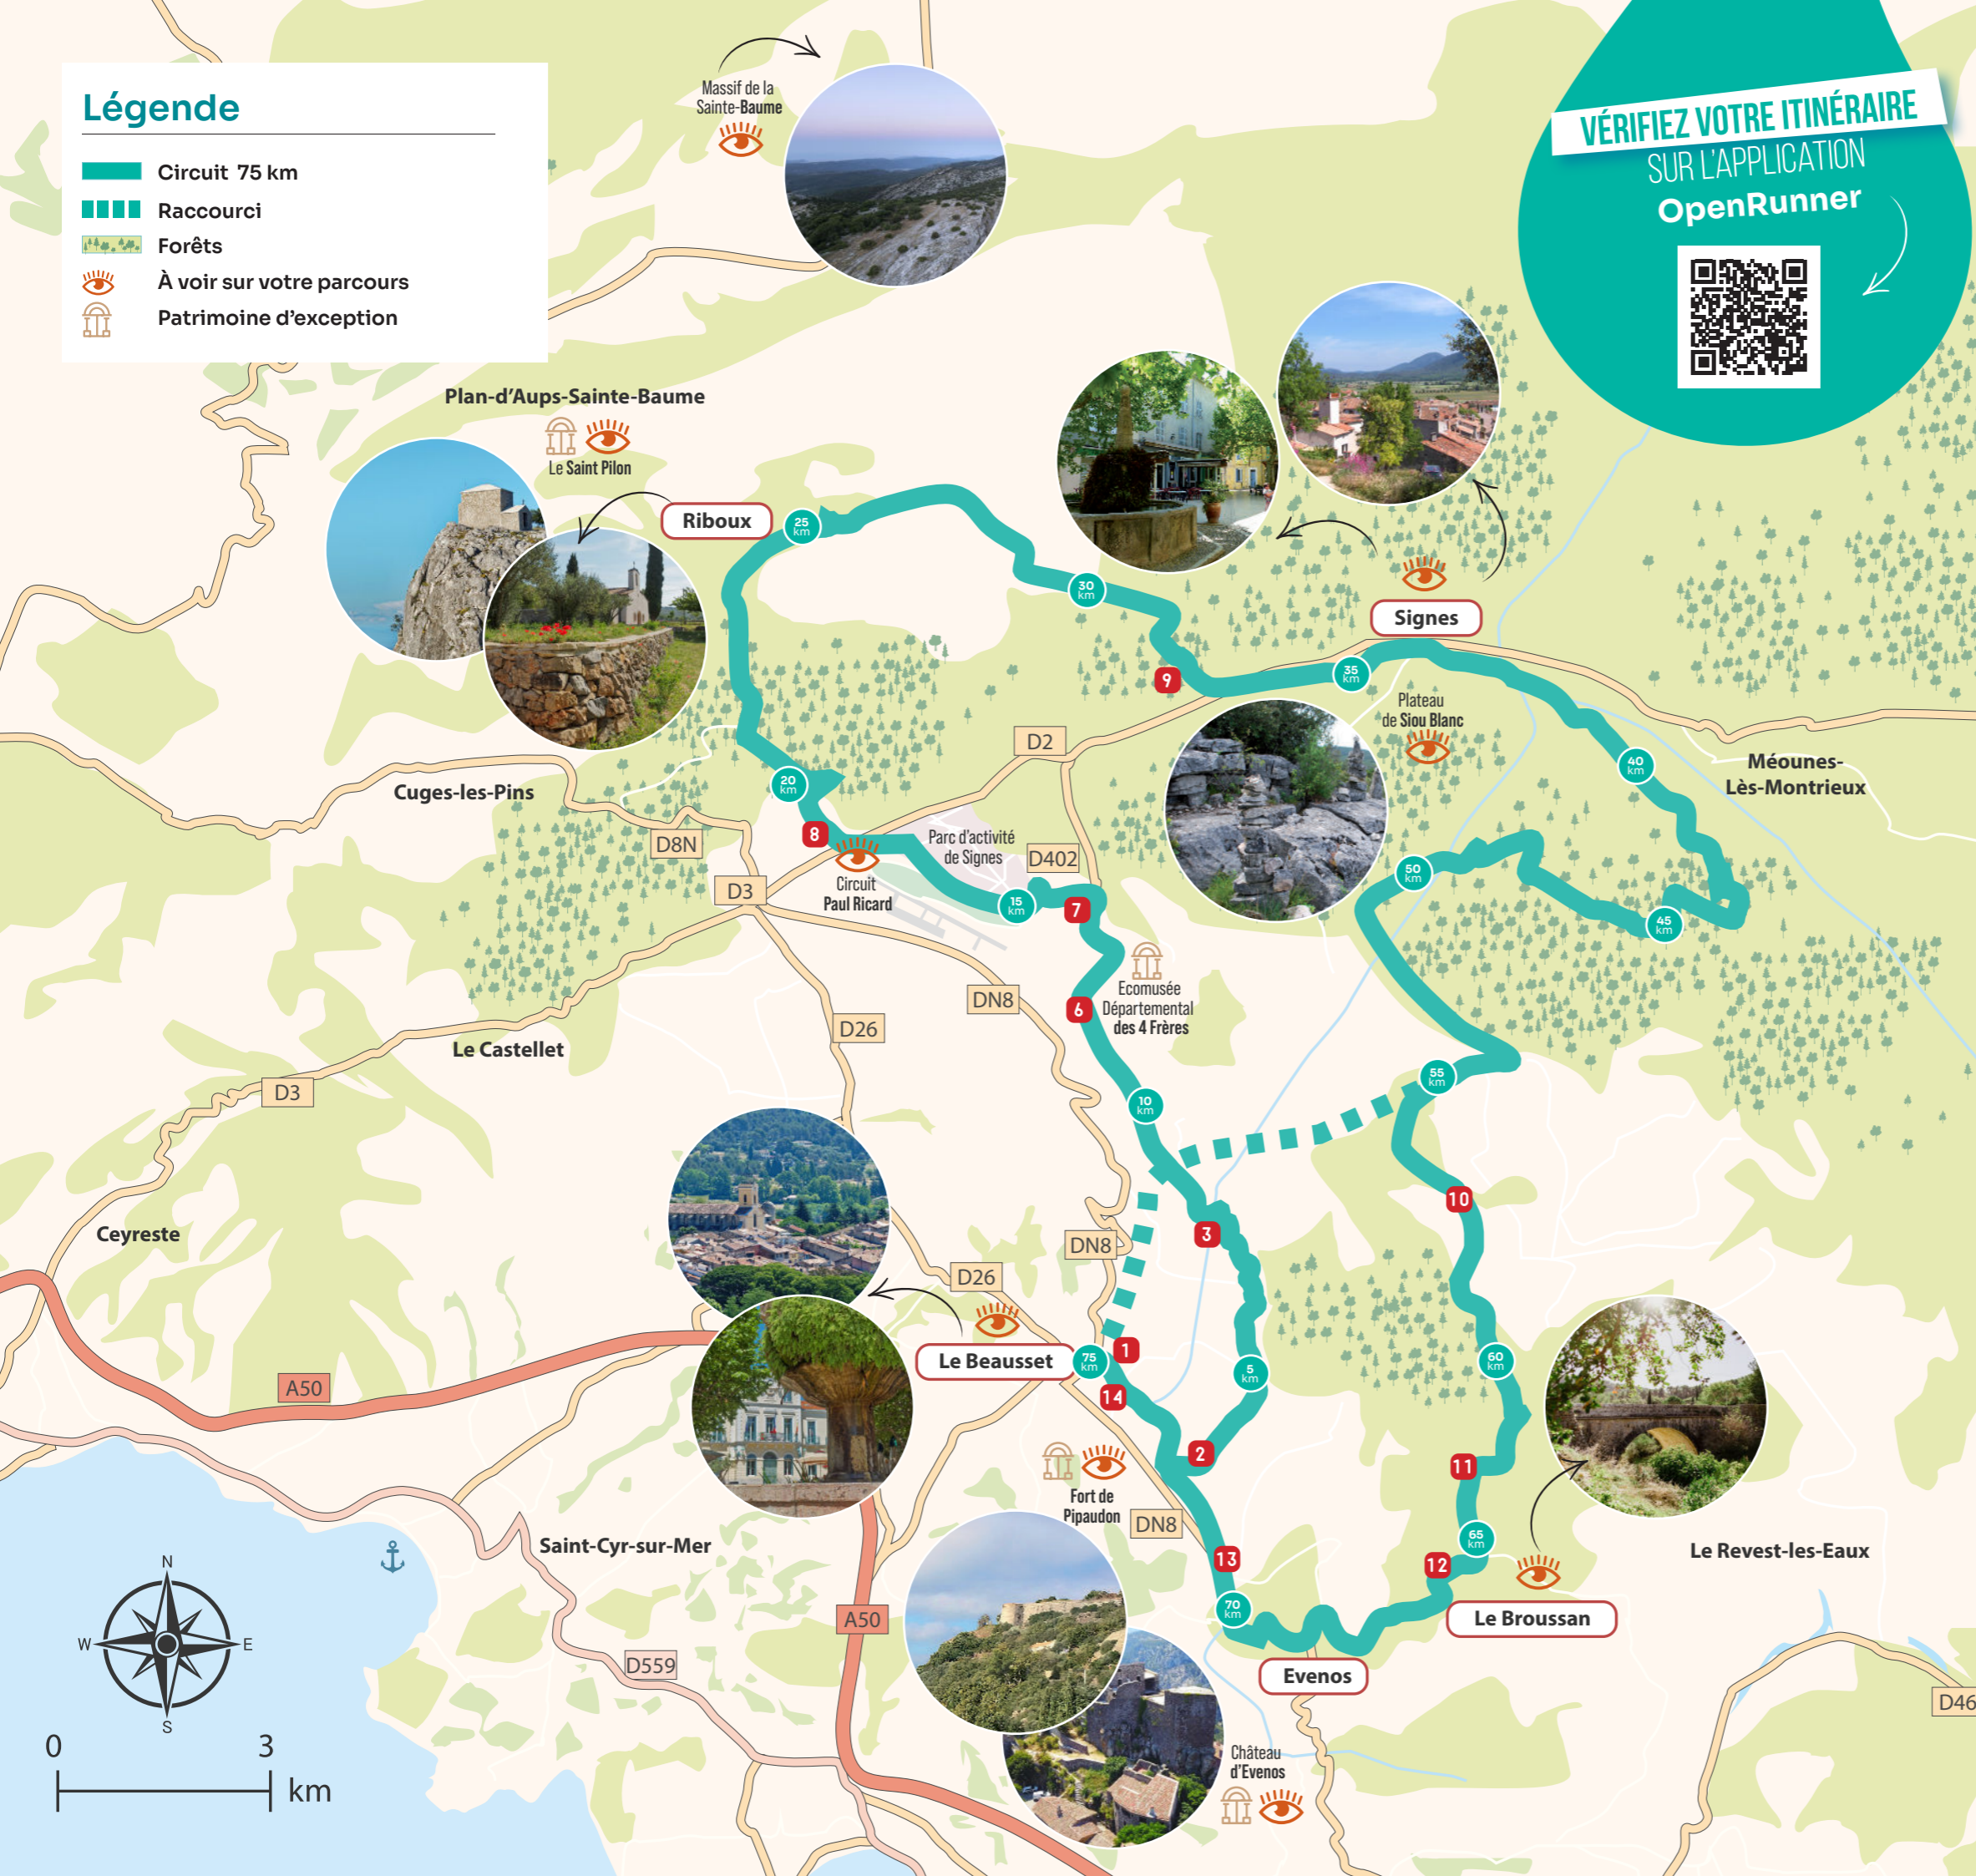 Légende
Circuit 75 km
Raccourci
Forêts
À voir sur votre parcours
Patrimoine d'exception
Massif de la
Sainte-Baume
VÉRIFIEZ VOTRE ITINÉRAIRE
SUR L'APPLICATION
OpenRunner
Plan-d'Aups-Sainte-Baume
Le Saint Pilon
Riboux
25
km
30
km
Signes
9
35
km
Plateau
de Siou Blanc
D2
40
km
Méounes-
Lès-Montrieux
Cuges-les-Pins
20
km
8
D8N
Parc d'activité
de Signes
D402
D3
Circuit
Paul Ricard
15
km
7
50
km
45
km
Ecomusée
Départemental
des 4 Frères
DN8
6
D26
Le Castellet
D3
10
km
55
km
10
Ceyreste
3
DN8
D26
Le Beausset
75
km
1
14
5
km
60
km
A50
2
11
Fort de
Pipaudon
DN8
Saint-Cyr-sur-Mer
13
65
km
12
Le Revest-les-Eaux
N
W
E
S
A50
70
km
Le Broussan
D559
Evenos
D46
Château
d'Evenos
0
3
km